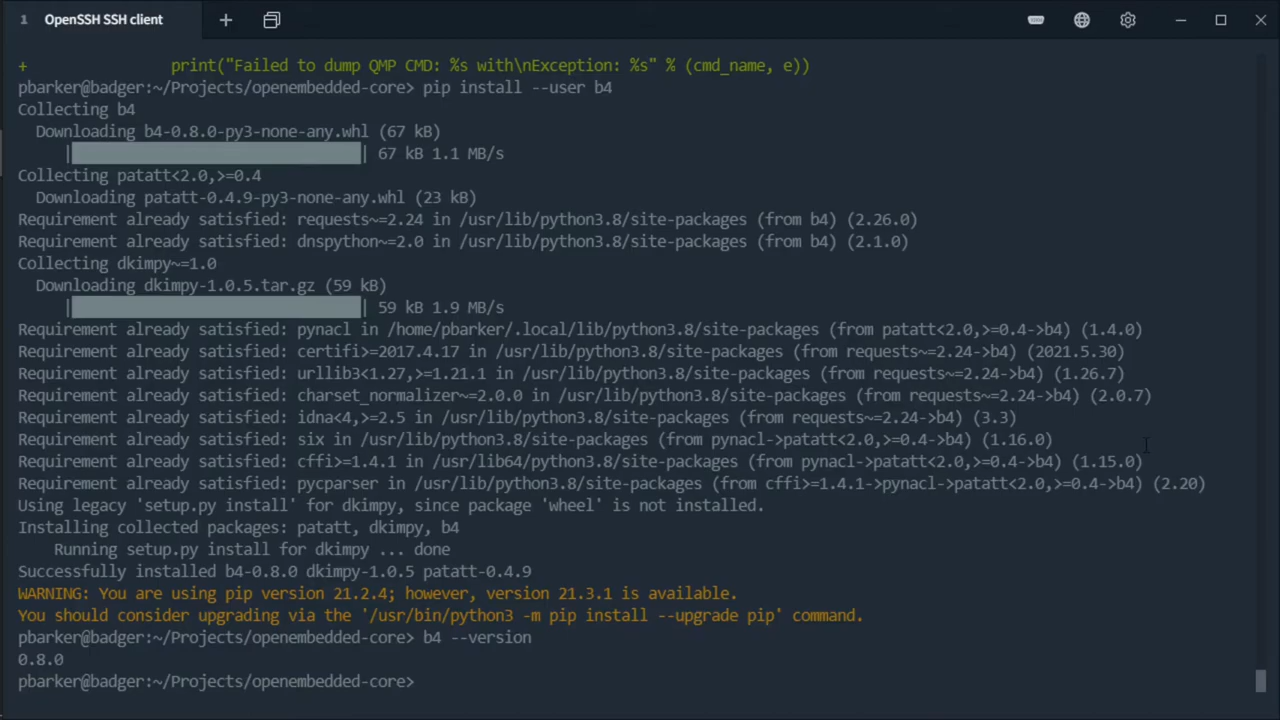 1 OpenSSH SSH client
+                print("Failed to dump QMP CMD: %s with\nException: %s" % (cmd_name, e))
pbarker@badger:~/Projects/openembedded-core> pip install --user b4
Collecting b4
  Downloading b4-0.8.0-py3-none-any.whl (67 kB)
     |                                | 67 kB 1.1 MB/s
Collecting patatt<2.0,>=0.4
  Downloading patatt-0.4.9-py3-none-any.whl (23 kB)
Requirement already satisfied: requests~=2.24 in /usr/lib/python3.8/site-packages (from b4) (2.26.0)
Requirement already satisfied: dnspython~=2.0 in /usr/lib/python3.8/site-packages (from b4) (2.1.0)
Collecting dkimpy~=1.0
  Downloading dkimpy-1.0.5.tar.gz (59 kB)
     |                                | 59 kB 1.9 MB/s
Requirement already satisfied: pynacl in /home/pbarker/.local/lib/python3.8/site-packages (from patatt<2.0,>=0.4->b4) (1.4.0)
Requirement already satisfied: certifi>=2017.4.17 in /usr/lib/python3.8/site-packages (from requests~=2.24->b4) (2021.5.30)
Requirement already satisfied: urllib3<1.27,>=1.21.1 in /usr/lib/python3.8/site-packages (from requests~=2.24->b4) (1.26.7)
Requirement already satisfied: charset_normalizer~=2.0.0 in /usr/lib/python3.8/site-packages (from requests~=2.24->b4) (2.0.7)
Requirement already satisfied: idna<4,>=2.5 in /usr/lib/python3.8/site-packages (from requests~=2.24->b4) (3.3)
Requirement already satisfied: six in /usr/lib/python3.8/site-packages (from pynacl->patatt<2.0,>=0.4->b4) (1.16.0)
Requirement already satisfied: cffi>=1.4.1 in /usr/lib64/python3.8/site-packages (from pynacl->patatt<2.0,>=0.4->b4) (1.15.0)
Requirement already satisfied: pycparser in /usr/lib/python3.8/site-packages (from cffi>=1.4.1->pynacl->patatt<2.0,>=0.4->b4) (2.20)
Using legacy 'setup.py install' for dkimpy, since package 'wheel' is not installed.
Installing collected packages: patatt, dkimpy, b4
    Running setup.py install for dkimpy ... done
Successfully installed b4-0.8.0 dkimpy-1.0.5 patatt-0.4.9
WARNING: You are using pip version 21.2.4; however, version 21.3.1 is available.
You should consider upgrading via the '/usr/bin/python3 -m pip install --upgrade pip' command.
pbarker@badger:~/Projects/openembedded-core> b4 --version
0.8.0
pbarker@badger:~/Projects/openembedded-core>